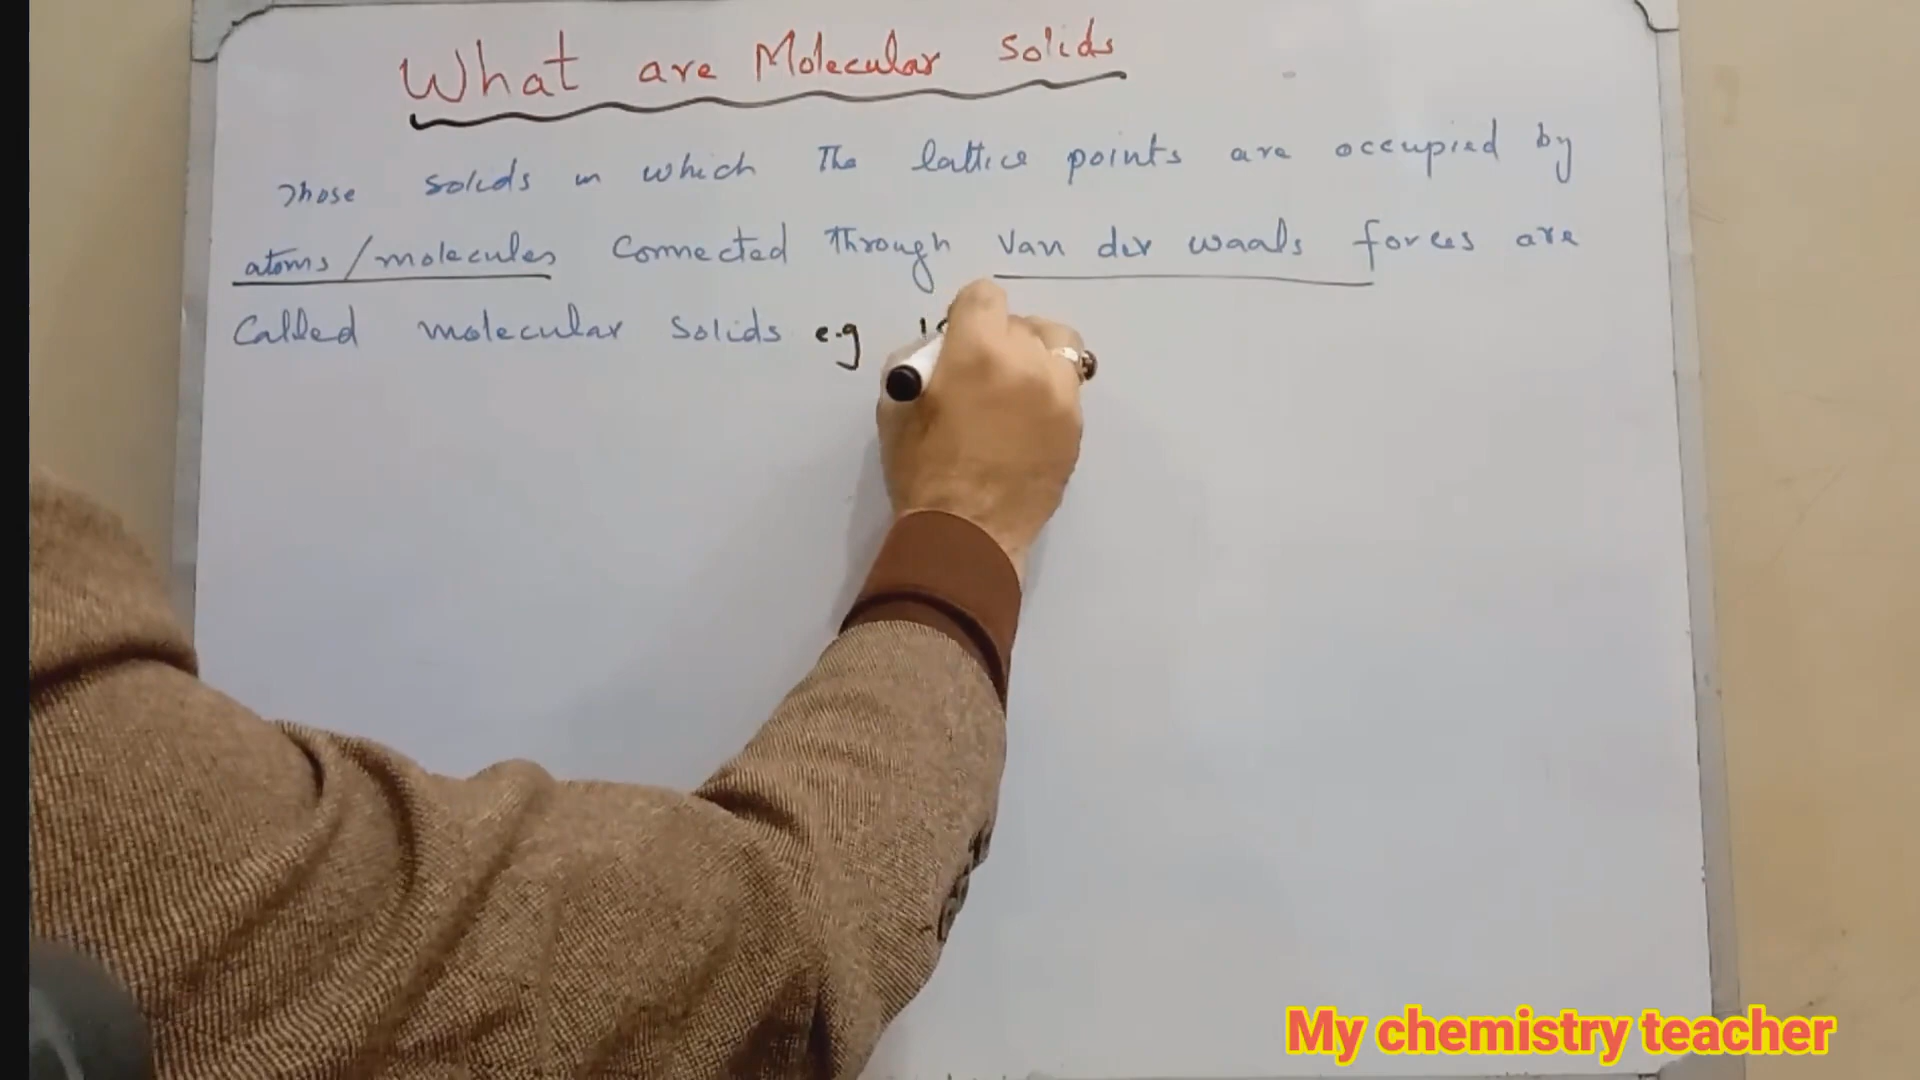 What are Molecular Solids
Those solids in which The lattice points are occupied by
atoms/molecules Connected Through Van der waals forces are
Called molecular Solids e.g
My chemistry teacher